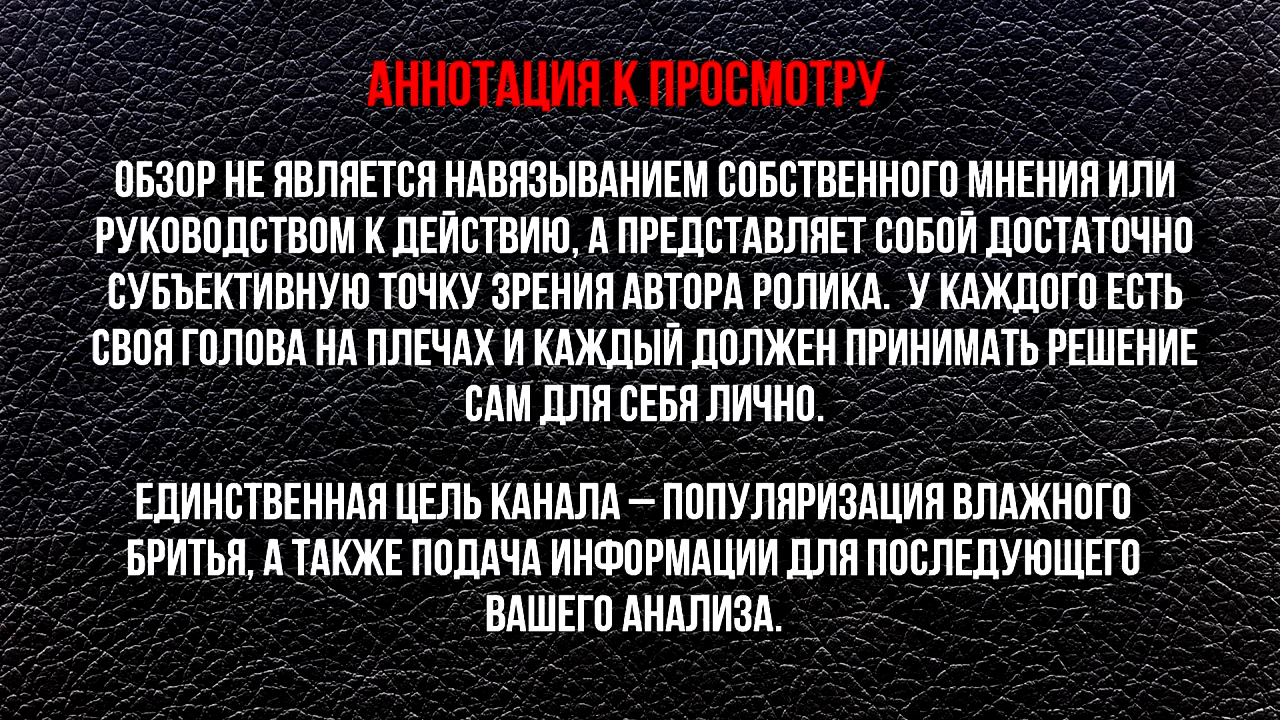 АННОТАЦИЯ К ПРОСМОТРУ
ОБЗОР НЕ ЯВЛЯЕТСЯ НАВЯЗЫВАНИЕМ СОБСТВЕННОГО МНЕНИЯ ИЛИ
РУКОВОДСТВОМ К ДЕЙСТВИЮ, А ПРЕДСТАВЛЯЕТ СОБОЙ ДОСТАТОЧНО
СУБЪЕКТИВНУЮ ТОЧКУ ЗРЕНИЯ АВТОРА РОЛИКА. У КАЖДОГО ЕСТЬ
СВОЯ ГОЛОВА НА ПЛЕЧАХ И КАЖДЫЙ ДОЛЖЕН ПРИНИМАТЬ РЕШЕНИЕ
САМ ДЛЯ СЕБЯ ЛИЧНО.
ЕДИНСТВЕННАЯ ЦЕЛЬ КАНАЛА – ПОПУЛЯРИЗАЦИЯ ВЛАЖНОГО
БРИТЬЯ, А ТАКЖЕ ПОДАЧА ИНФОРМАЦИИ ДЛЯ ПОСЛЕДУЮЩЕГО
ВАШЕГО АНАЛИЗА.